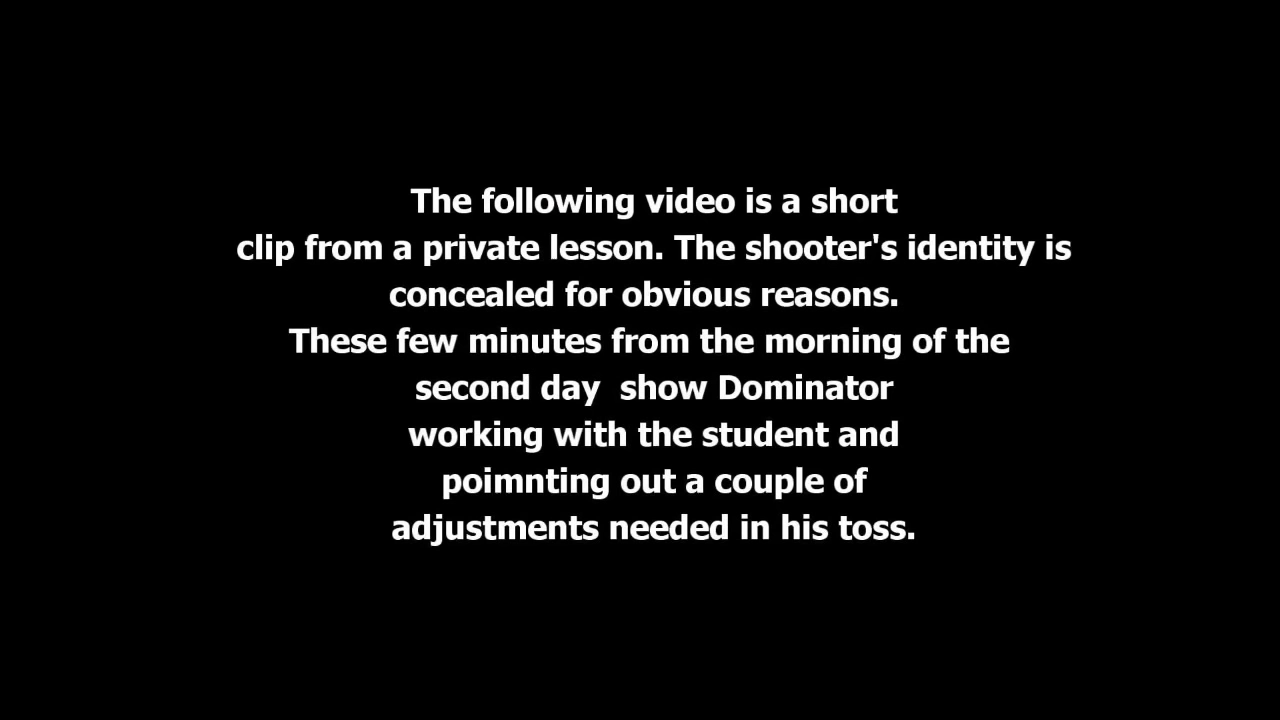 The following video is a short
clip from a private lesson. The shooter's identity is
concealed for obvious reasons.
These few minutes from the morning of the
second day  show Dominator
working with the student and
poimnting out a couple of
adjustments needed in his toss.